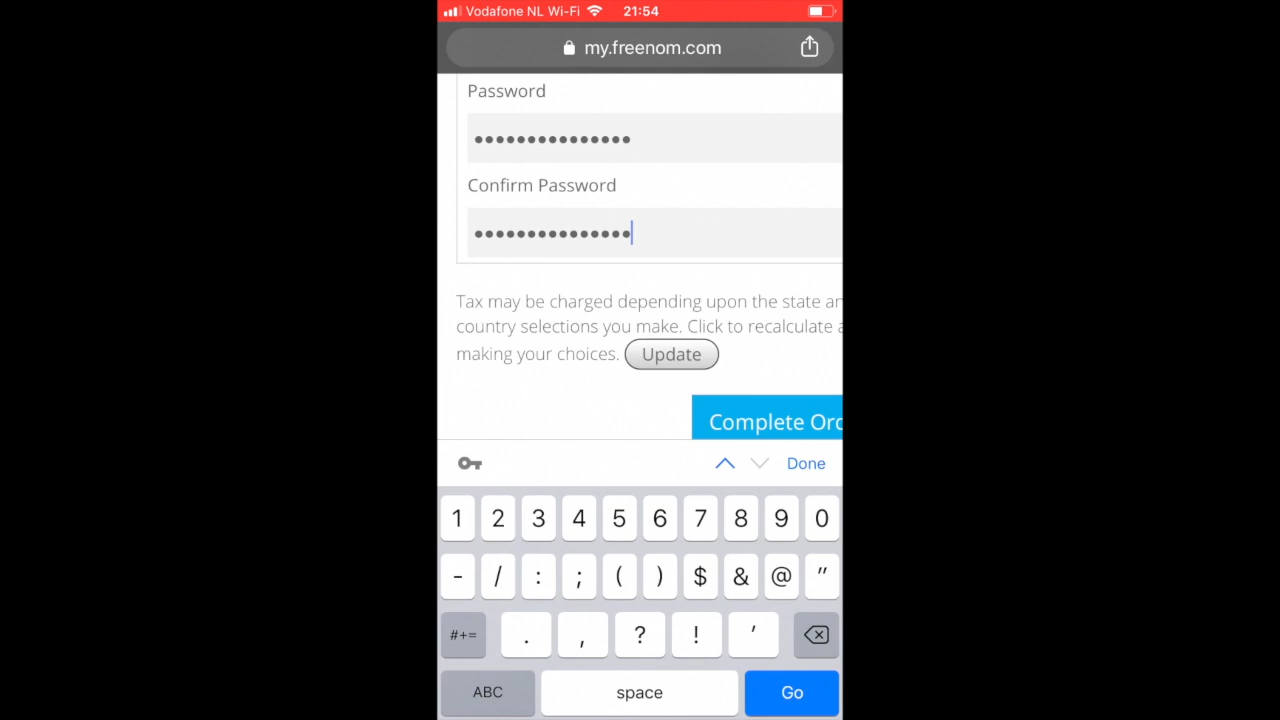 Vodafone NL Wi-Fi 21:54
my.freenom.com
Password
•••••••••••••••
Confirm Password
•••••••••••••••
Tax may be charged depending upon the state an
country selections you make. Click to recalculate a
making your choices. Update
Complete Ord
Done
1 2 3 4 5 6 7 8 9 0
- / : ; ( ) $ & @ "
#+= . , ? ! '
ABC space Go